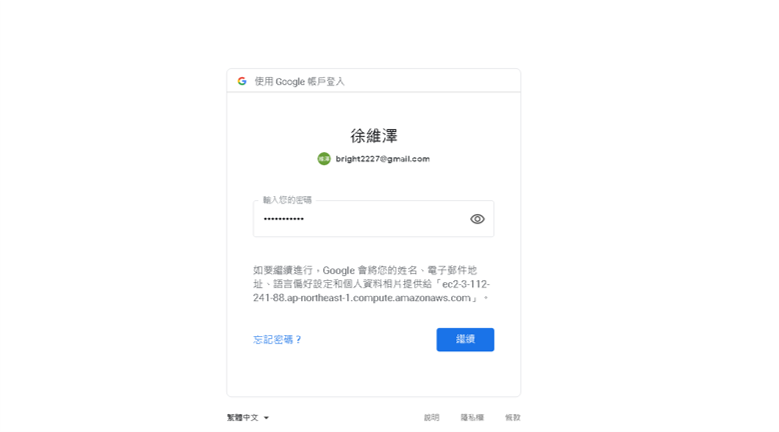 使用 Google 帳戶登入
徐維澤
維澤
bright2227@gmail.com
輸入您的密碼
•••••••••••
如要繼續進行，Google 會將您的姓名、電子郵件地
址、語言偏好設定和個人資料相片提供給「ec2-3-112-
241-88.ap-northeast-1.compute.amazonaws.com」。
忘記密碼？
繼續
繁體中文
說明 隱私權 條款